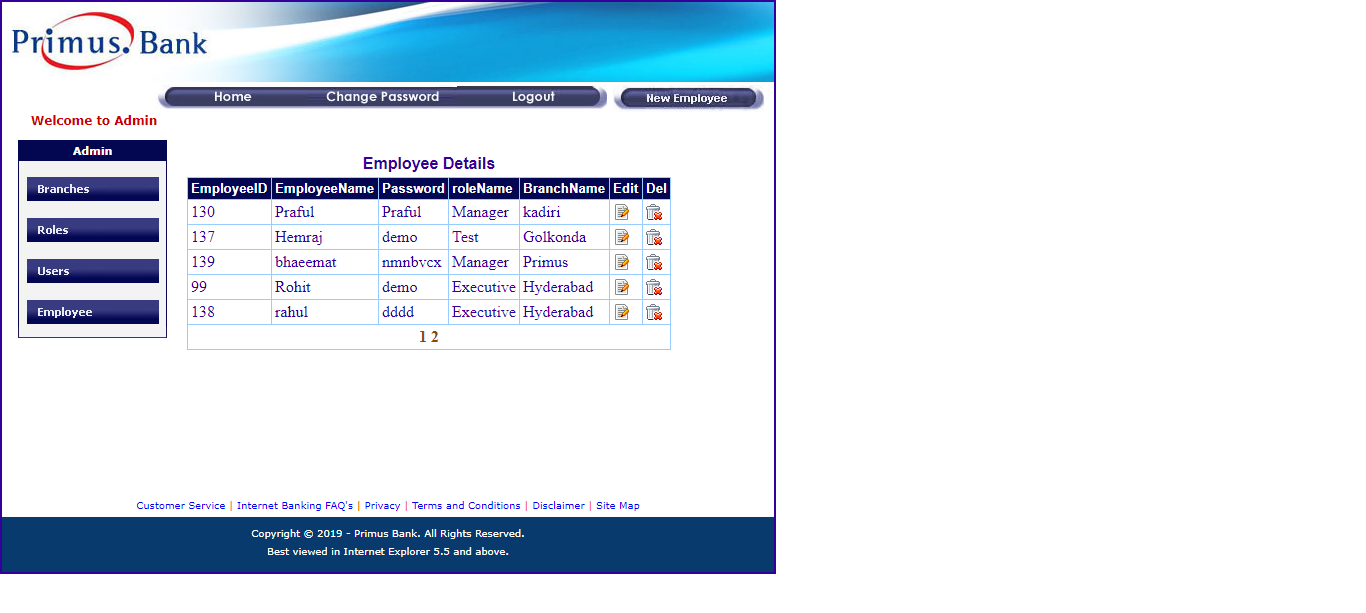 Primus. Bank
Home Change Password Logout New Employee
Welcome to Admin
Admin
Branches
Roles
Users
Employee
Employee Details
EmployeeID EmployeeName Password roleName BranchName Edit Del
130 Praful Praful Manager kadiri
137 Hemraj demo Test Golkonda
139 bhaeemat nmnbvcx Manager Primus
99 Rohit demo Executive Hyderabad
138 rahul dddd Executive Hyderabad
1 2
Customer Service | Internet Banking FAQ's | Privacy | Terms and Conditions | Disclaimer | Site Map
Copyright © 2019 - Primus Bank. All Rights Reserved.
Best viewed in Internet Explorer 5.5 and above.